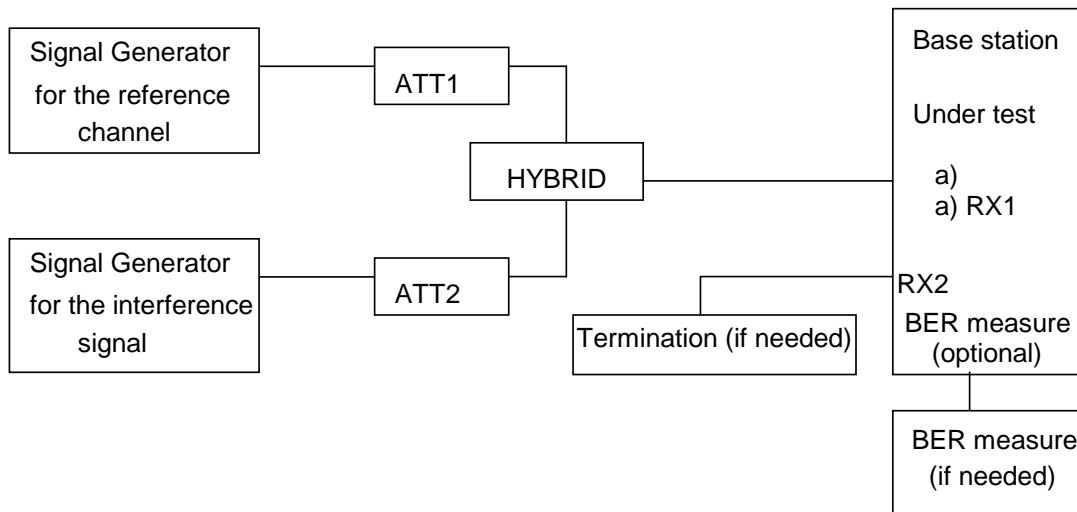 Signal Generator
for the reference
channel
ATT1
HYBRID
Signal Generator
for the interference
signal
ATT2
Termination (if needed)
Base station
Under test
a)
a) RX1
RX2
BER measure
(optional)
BER measure
(if needed)